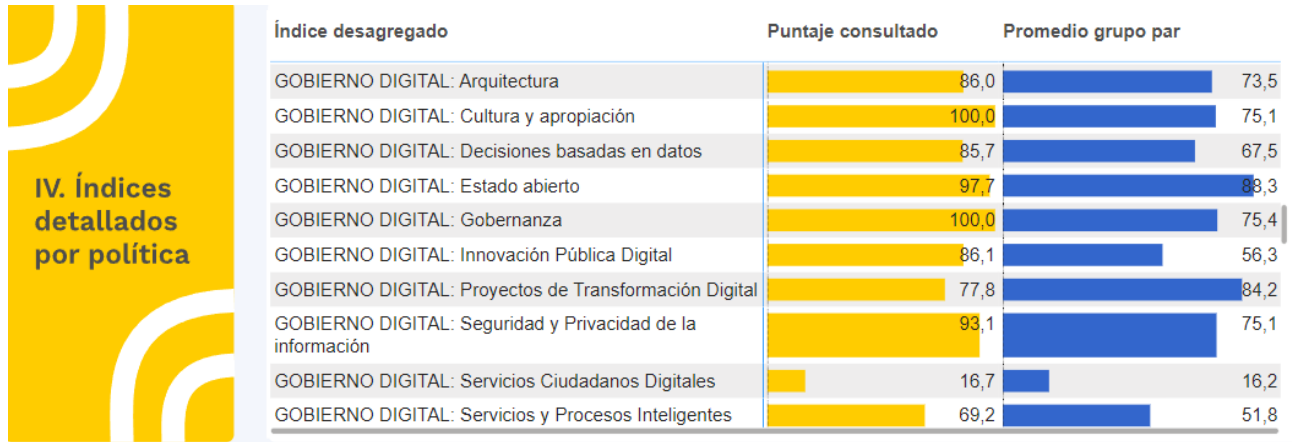 IV. Índices
detallados
por política
Índice desagregado Puntaje consultado Promedio grupo par
GOBIERNO DIGITAL: Arquitectura 86,0 73,5
GOBIERNO DIGITAL: Cultura y apropiación 100,0 75,1
GOBIERNO DIGITAL: Decisiones basadas en datos 85,7 67,5
GOBIERNO DIGITAL: Estado abierto 97,7 88,3
GOBIERNO DIGITAL: Gobernanza 100,0 75,4
GOBIERNO DIGITAL: Innovación Pública Digital 86,1 56,3
GOBIERNO DIGITAL: Proyectos de Transformación Digital 77,8 84,2
GOBIERNO DIGITAL: Seguridad y Privacidad de la 93,1 75,1
información
GOBIERNO DIGITAL: Servicios Ciudadanos Digitales 16,7 16,2
GOBIERNO DIGITAL: Servicios y Procesos Inteligentes 69,2 51,8